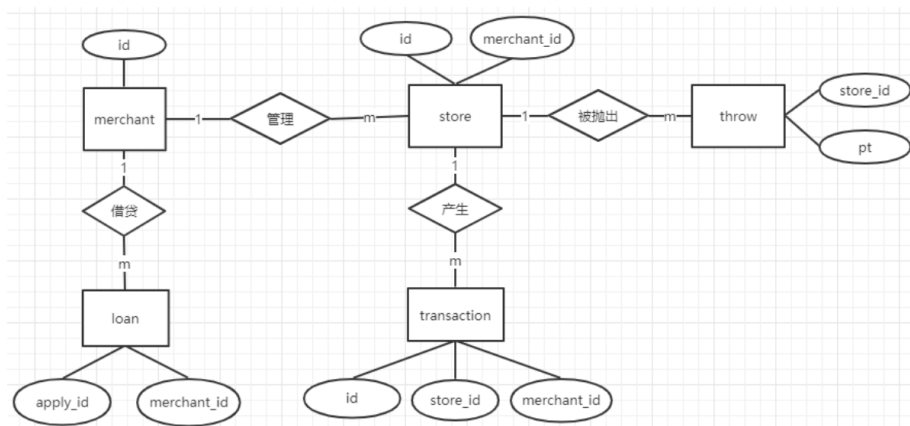 id
id
merchant_id
merchant
1
管理
m
store
1
被抛出
m
throw
store_id
pt
1
借贷
m
1
产生
m
loan
transaction
apply_id
merchant_id
id
store_id
merchant_id